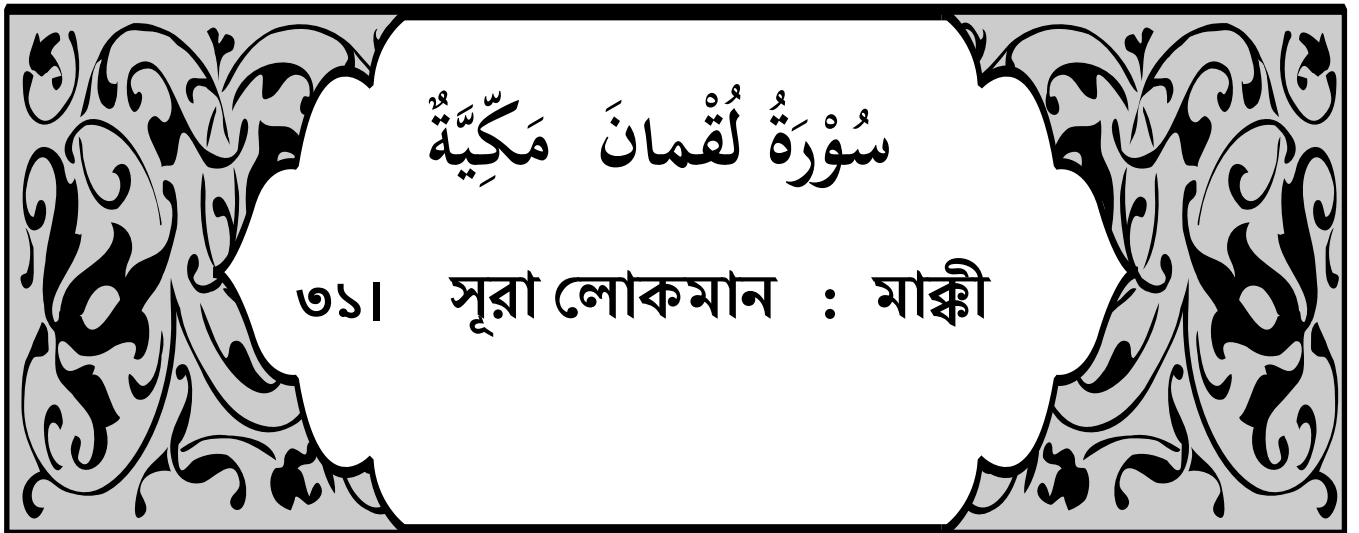 سُوْرَةُ لُقْمانَ مَكِّيَّةٌ
৩১। সূরা লোকমান : মাক্কী